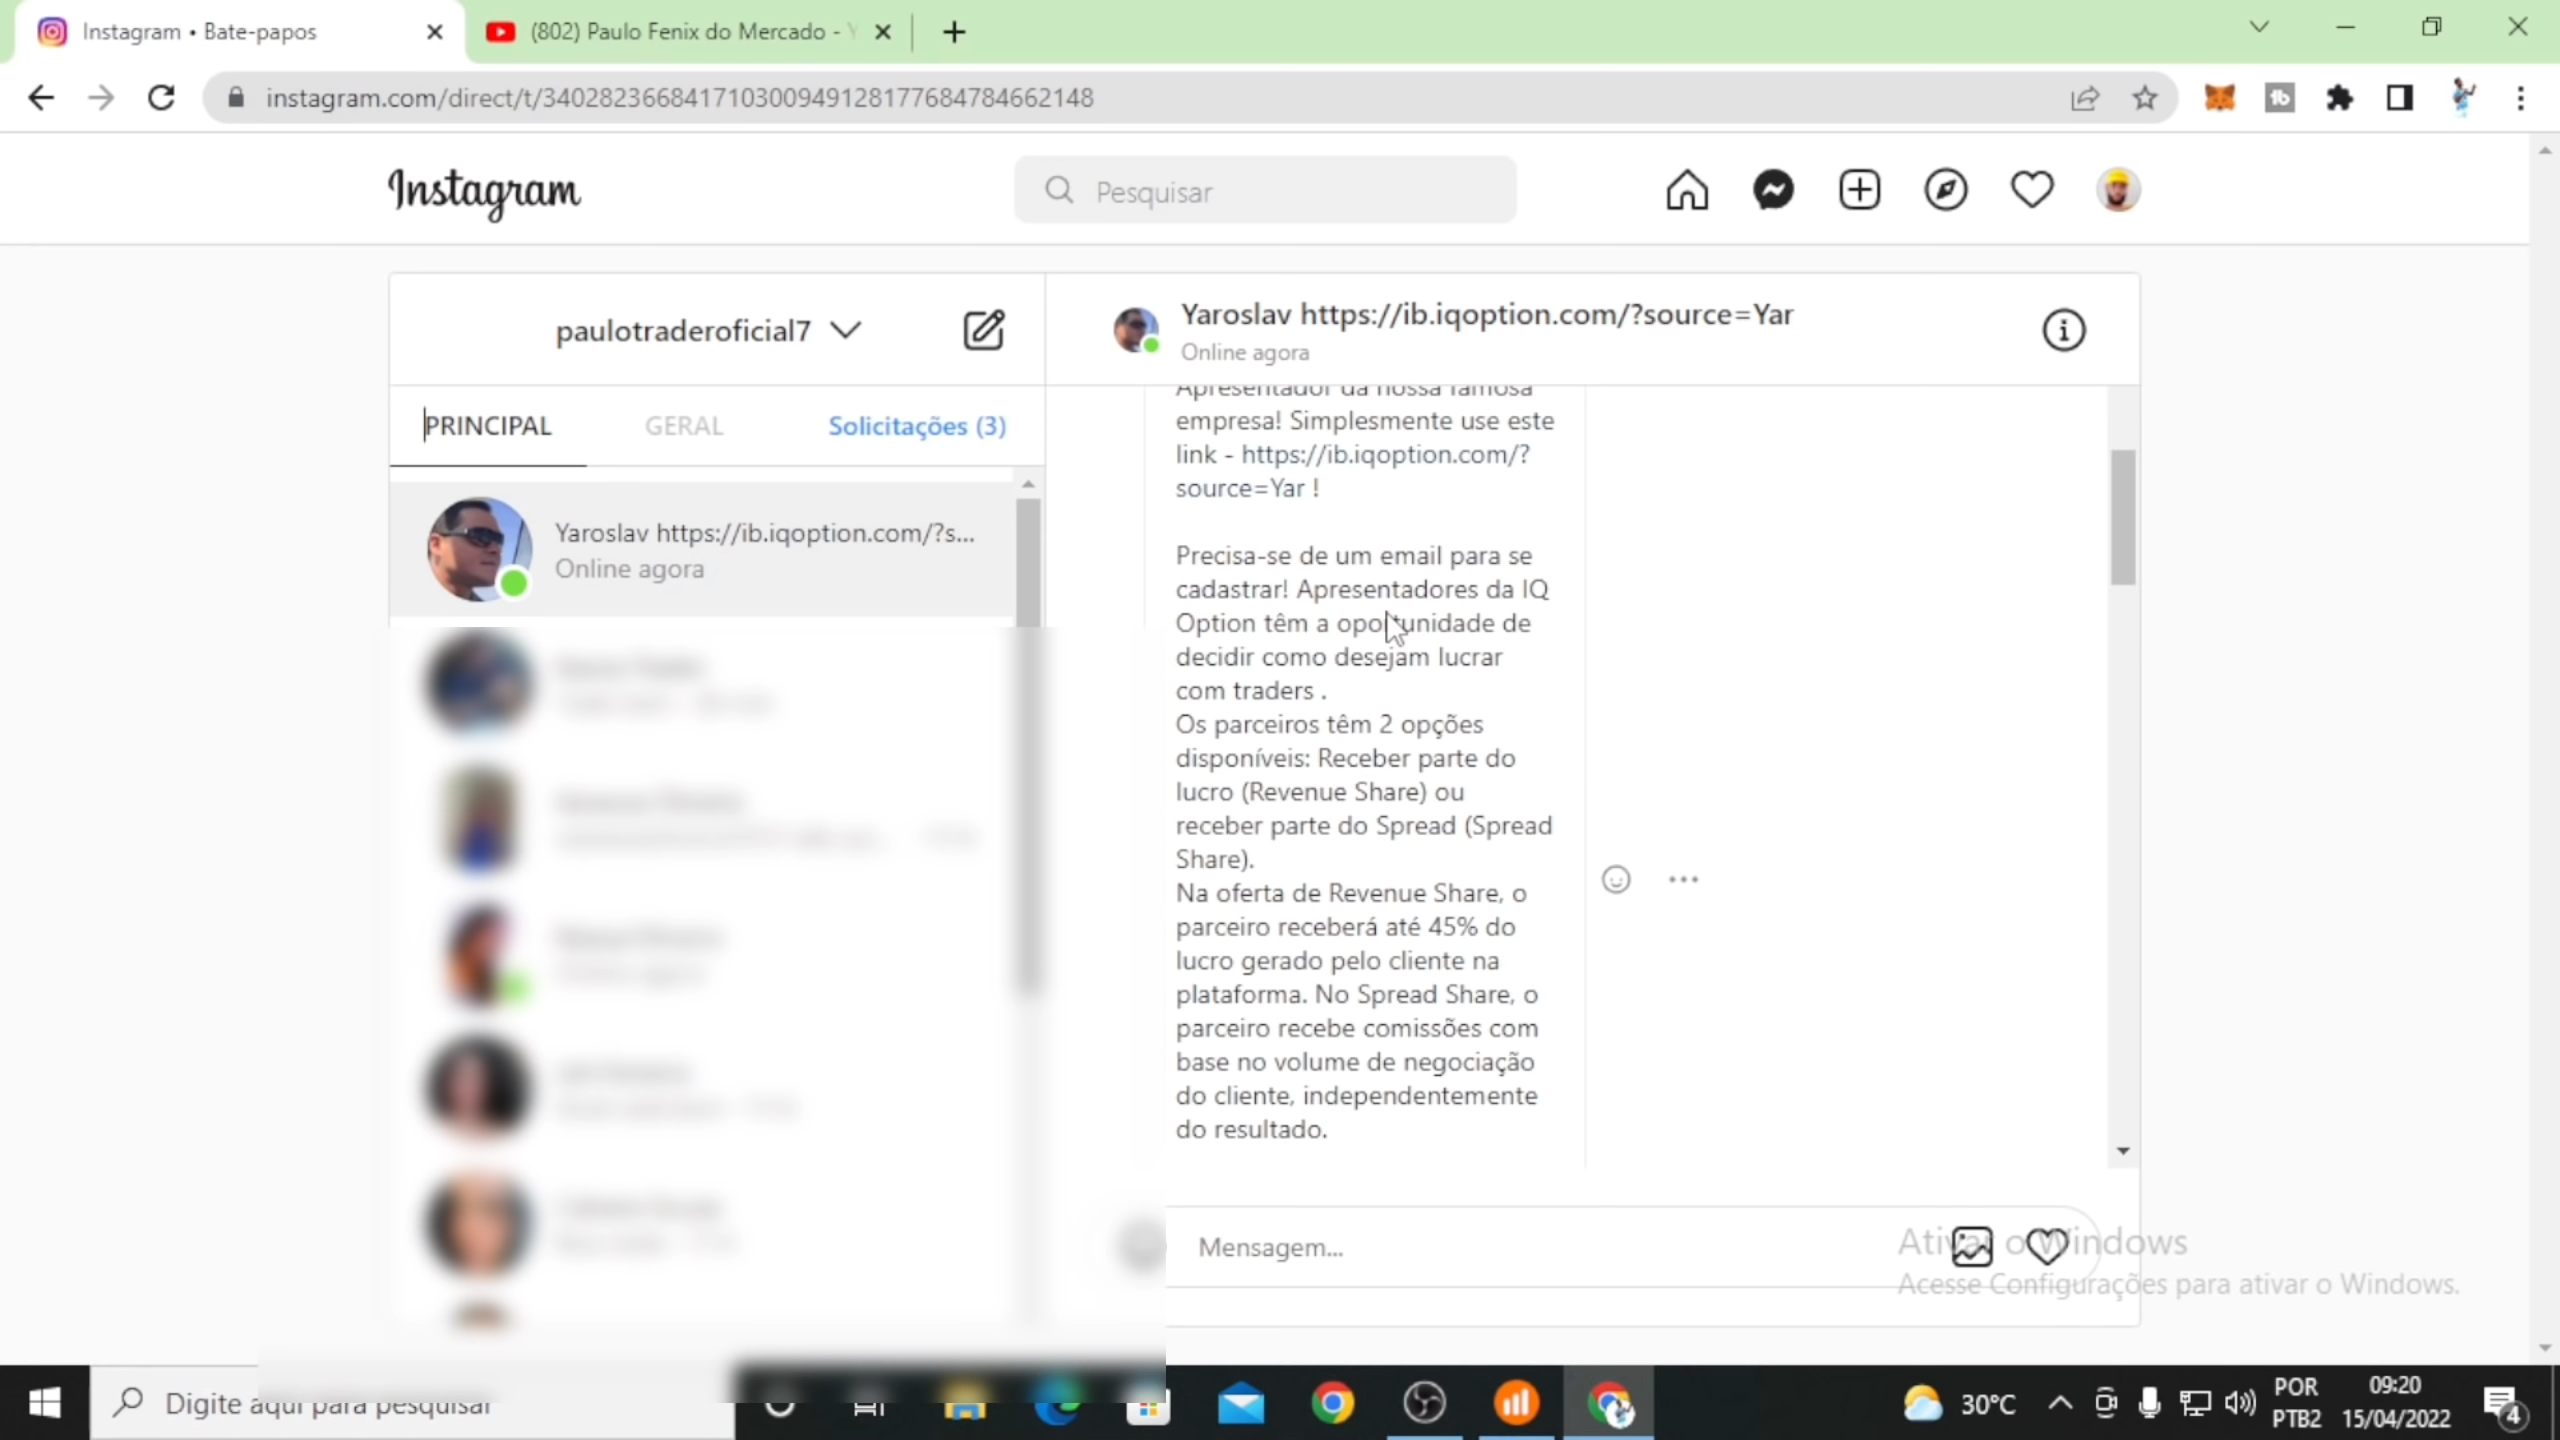 Instagram • Bate-papos
(802) Paulo Fenix do Mercado - Y
instagram.com/direct/t/340282366841710300949128177684784662148
Instagram
Pesquisar
paulotraderoficial7
Yaroslav https://ib.iqoption.com/?source=Yar
Online agora
PRINCIPAL
GERAL
Solicitações (3)
Yaroslav https://ib.iqoption.com/?s...
Online agora
Apresentador da nossa famosa
empresa! Simplesmente use este
link - https://ib.iqoption.com/?
source=Yar !
Precisa-se de um email para se
cadastrar! Apresentadores da IQ
Option têm a oportunidade de
decidir como desejam lucrar
com traders .
Os parceiros têm 2 opções
disponíveis: Receber parte do
lucro (Revenue Share) ou
receber parte do Spread (Spread
Share).
Na oferta de Revenue Share, o
parceiro receberá até 45% do
lucro gerado pelo cliente na
plataforma. No Spread Share, o
parceiro recebe comissões com
base no volume de negociação
do cliente, independentemente
do resultado.
Mensagem...
Ativar o Windows
Acesse Configurações para ativar o Windows.
Digite aqui para pesquisar
30°C
POR
PTB2
09:20
15/04/2022
4